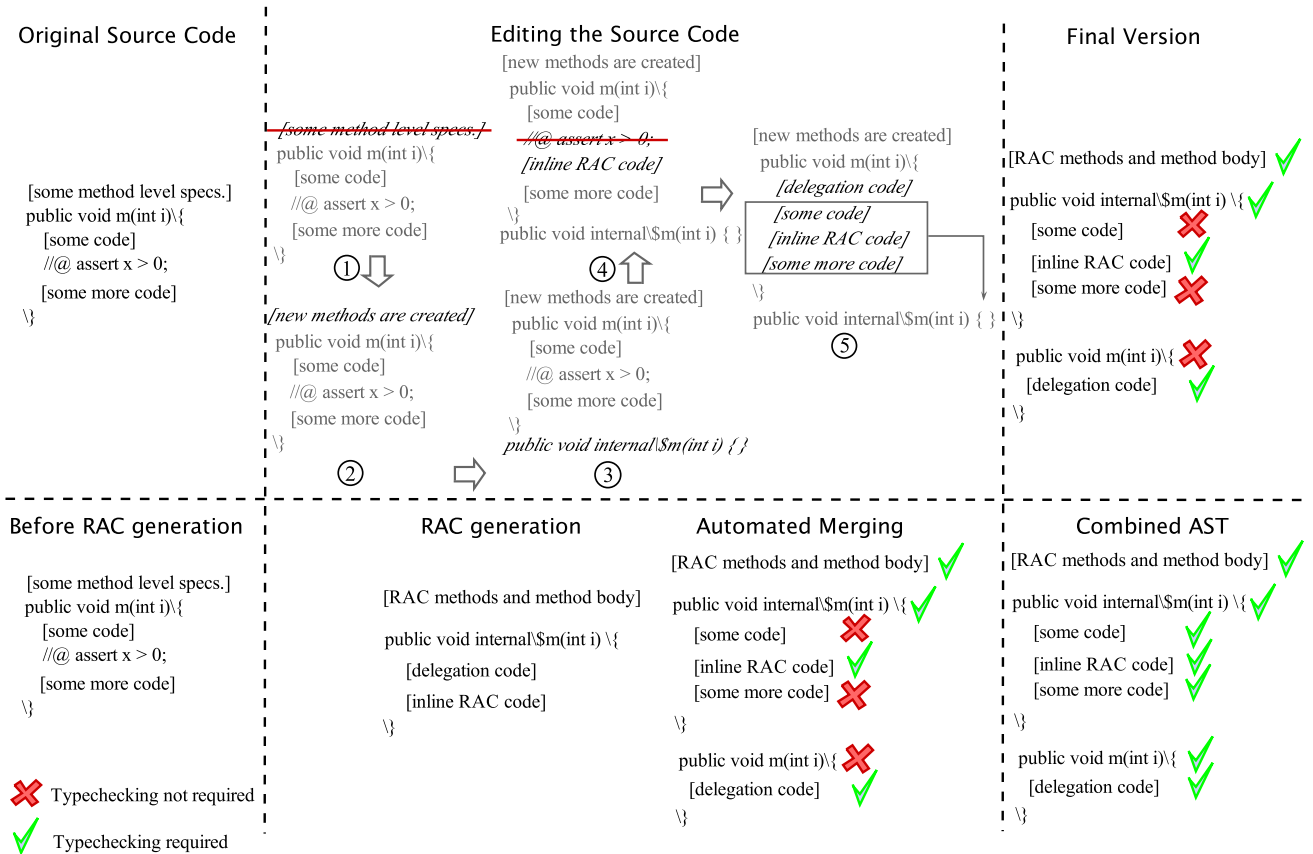 Original Source Code
[some method level specs.]
public void m(int i)\{
[some code]
//@ assert x > 0;
[some more code]
\}
Editing the Source Code
[some method level specs.]
public void m(int i)\{
[some code]
//@ assert x > 0;
[some more code]
\}
1
[new methods are created]
public void m(int i)\{
[some code]
//@ assert x > 0;
[some more code]
\}
2
[new methods are created]
public void m(int i)\{
[some code]
//@ assert x > 0;
[some more code]
\}
public void internal\$m(int i) { }
3
[new methods are created]
public void m(int i)\{
[some code]
//@ assert x > 0;
[inline RAC code]
[some more code]
\}
public void internal\$m(int i) { }
4
[new methods are created]
public void m(int i)\{
[delegation code]
[some code]
[inline RAC code]
[some more code]
\}
public void internal\$m(int i) { }
5
Final Version
[RAC methods and method body]
public void internal\$m(int i) \{
[some code]
[inline RAC code]
[some more code]
\}
public void m(int i)\{
[delegation code]
\}
Before RAC generation
[some method level specs.]
public void m(int i)\{
[some code]
//@ assert x > 0;
[some more code]
\}
Typechecking not required
Typechecking required
RAC generation
[RAC methods and method body]
public void internal\$m(int i) \{
[delegation code]
[inline RAC code]
\}
Automated Merging
[RAC methods and method body]
public void internal\$m(int i) \{
[some code]
[inline RAC code]
[some more code]
\}
public void m(int i)\{
[delegation code]
\}
Combined AST
[RAC methods and method body]
public void internal\$m(int i) \{
[some code]
[inline RAC code]
[some more code]
\}
public void m(int i)\{
[delegation code]
\}